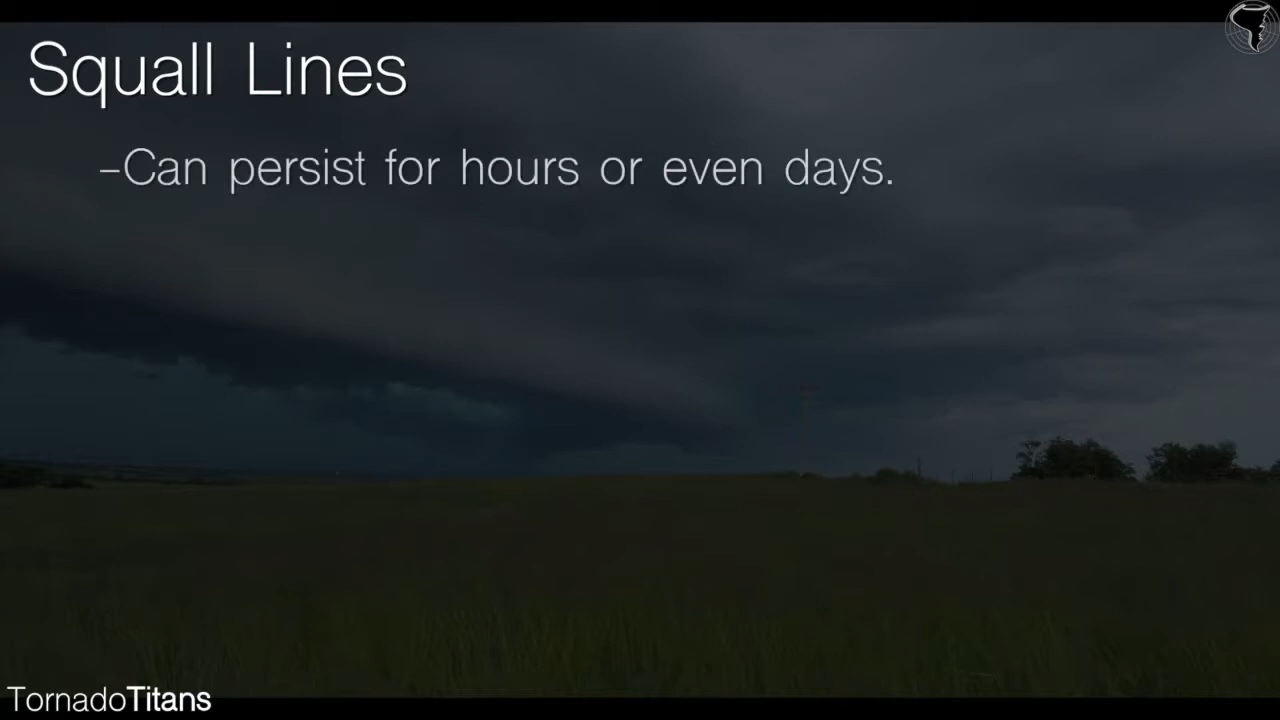 Squall Lines
-Can persist for hours or even days.
TornadoTitans